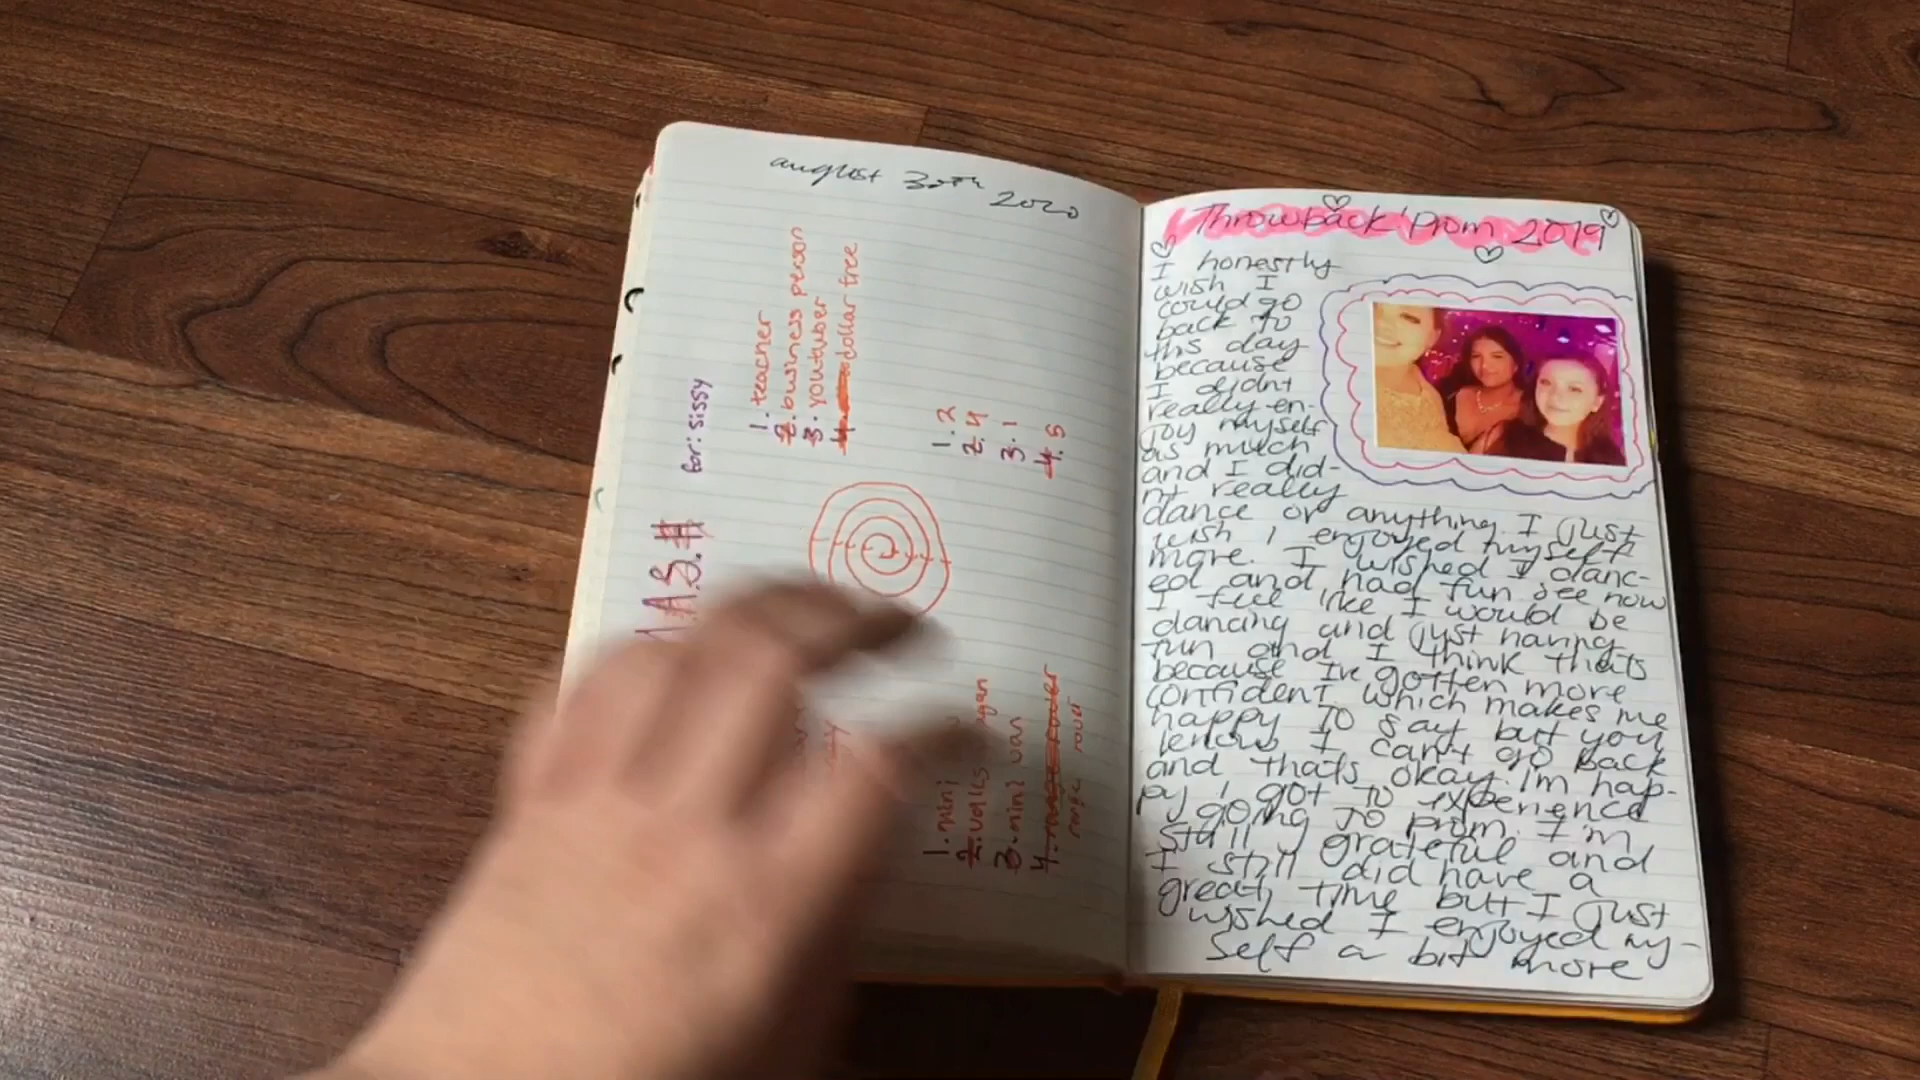 august 30th
2020
for: sissy
M.A.S.H
1. teacher
2. business person
3. youtuber
4. dollar tree
1. 2
2. 4
3. 1
4. 5
1. mini
2. volks
3. mini van
4.
range rover
Throwback! Prom 2019
I honestly
wish I
could go
back to
this day
because
I didnt
really en-
joy myself
as much
and I did-
nt really
dance or anything. I just
wish I enjoyed myself
more. I wished I danc-
ed and had fun. See now
I feel like I would be
dancing and just having
fun and I think thats
because Ive gotten more
confident. which makes me
happy to say but you
know I can't go back
and thats okay. I'm hap-
py I got to experience
going to prom. I'm
still grateful and
I still did have a
great time but I just
wished I enjoyed my-
self a bit more